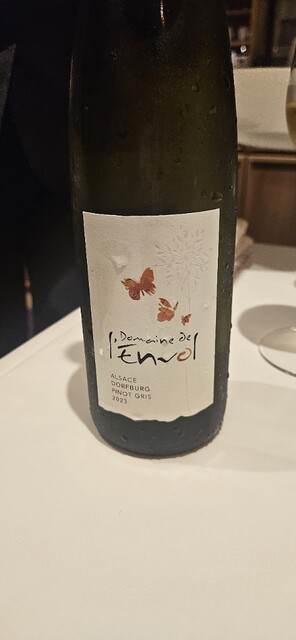 Domaine de
l'Envol
ALSACE
DORFBURG
PINOT GRIS
2023